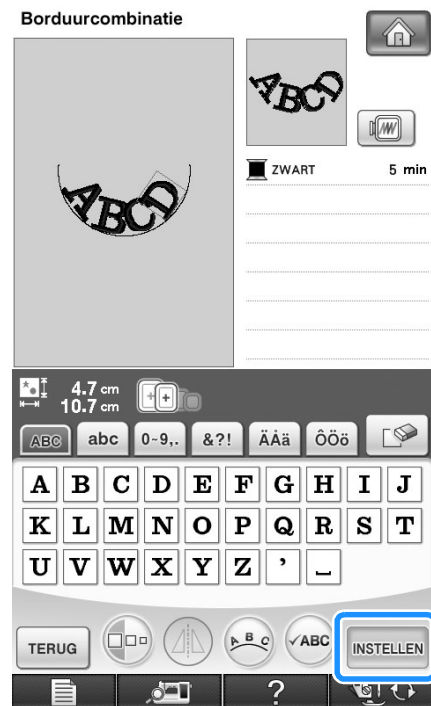 Borduurcombinatie
ABCD
ZWART 5 min
ABCD
4.7 cm
10.7 cm
ABC abc 0~9,. &?! ÄÅä ÔÖö
A B C D E F G H I J
K L M N O P Q R S T
U V W X Y Z ’ ⎵
TERUG A B C ✓ABC INSTELLEN
?